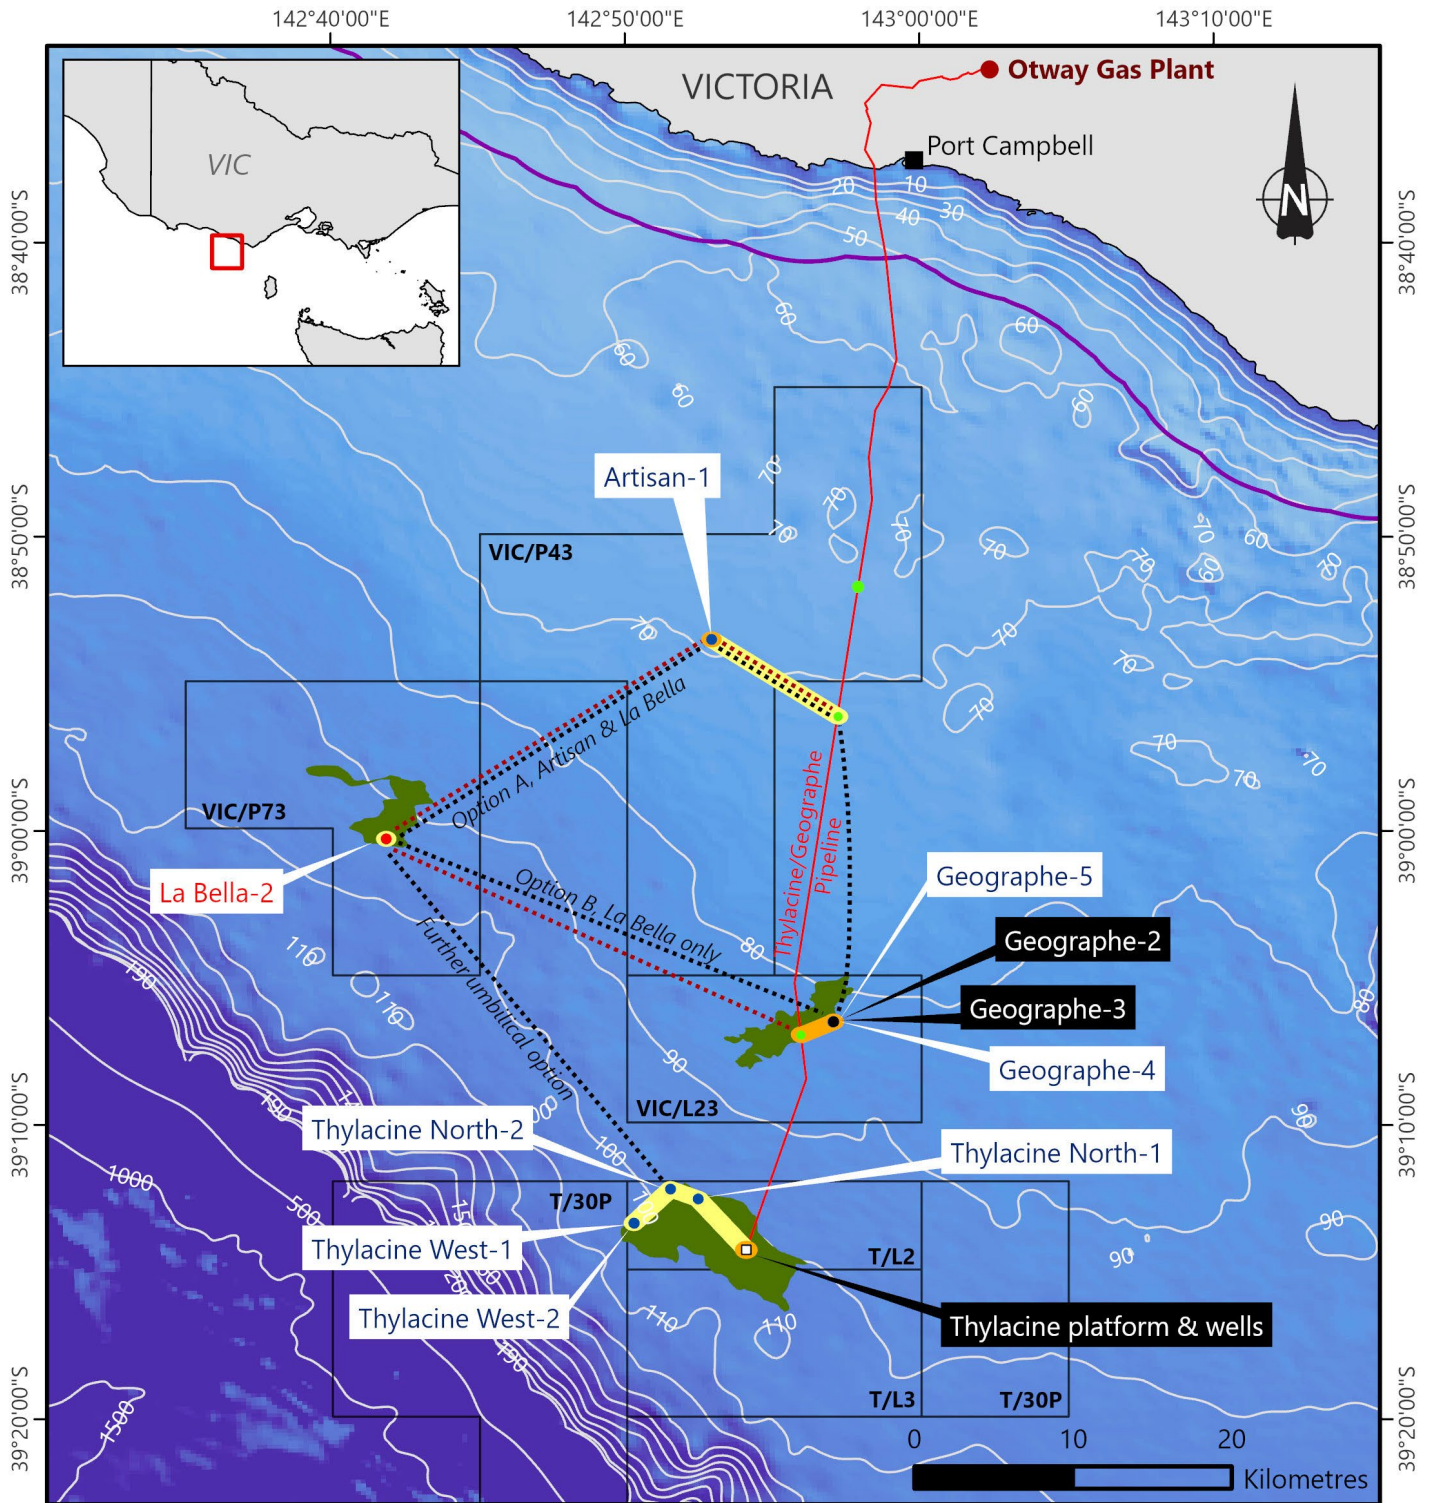 142°40'00"E
142°50'00"E
143°00'00"E
143°10'00"E
VICTORIA
Otway Gas Plant
Port Campbell
VIC
N
38°40'00"S
38°40'00"S
20
10
30
40
50
60
60
60
60
60
Artisan-1
70
70
70
70
70
70
60
60
70
70
38°50'00"S
38°50'00"S
VIC/P43
70
70
70
70
70
70
70
Option A, Artisan & La Bella
Thylacine/Geographe
Pipeline
VIC/P73
39°00'00"S
39°00'00"S
La Bella-2
Option B, La Bella only
Further umbilical option
Geographe-5
Geographe-2
Geographe-3
Geographe-4
80
80
110
110
190
90
90
VIC/L23
190
100
39°10'00"S
39°10'00"S
Thylacine North-2
Thylacine North-1
1000
500
T/30P
100
T/L2
90
90
Thylacine West-1
Thylacine West-2
Thylacine platform & wells
110
110
190
1500
T/L3
T/30P
39°20'00"S
39°20'00"S
0
10
20
Kilometres